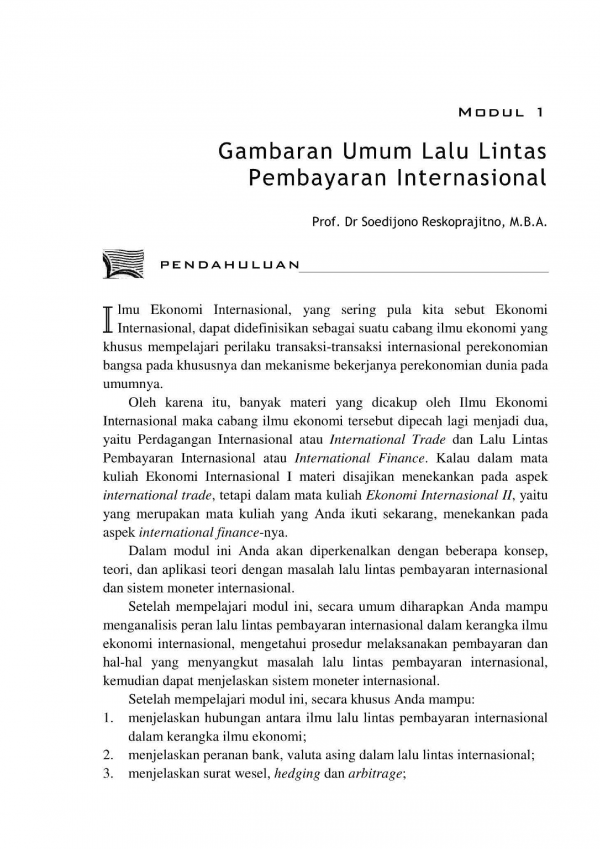 MODUL 1
Gambaran Umum Lalu Lintas
Pembayaran Internasional
Prof. Dr Soedijono Reskoprajitno, M.B.A.
PENDAHULUAN
Ilmu Ekonomi Internasional, yang sering pula kita sebut Ekonomi
Internasional, dapat didefinisikan sebagai suatu cabang ilmu ekonomi yang
khusus mempelajari perilaku transaksi-transaksi internasional perekonomian
bangsa pada khususnya dan mekanisme bekerjanya perekonomian dunia pada
umumnya.
Oleh karena itu, banyak materi yang dicakup oleh Ilmu Ekonomi
Internasional maka cabang ilmu ekonomi tersebut dipecah lagi menjadi dua,
yaitu Perdagangan Internasional atau International Trade dan Lalu Lintas
Pembayaran Internasional atau International Finance. Kalau dalam mata
kuliah Ekonomi Internasional I materi disajikan menekankan pada aspek
international trade, tetapi dalam mata kuliah Ekonomi Internasional II, yaitu
yang merupakan mata kuliah yang Anda ikuti sekarang, menekankan pada
aspek international finance-nya.
Dalam modul ini Anda akan diperkenalkan dengan beberapa konsep,
teori, dan aplikasi teori dengan masalah lalu lintas pembayaran internasional
dan sistem moneter internasional.
Setelah mempelajari modul ini, secara umum diharapkan Anda mampu
menganalisis peran lalu lintas pembayaran internasional dalam kerangka ilmu
ekonomi internasional, mengetahui prosedur melaksanakan pembayaran dan
hal-hal yang menyangkut masalah lalu lintas pembayaran internasional,
kemudian dapat menjelaskan sistem moneter internasional.
Setelah mempelajari modul ini, secara khusus Anda mampu:
1. menjelaskan hubungan antara ilmu lalu lintas pembayaran internasional
dalam kerangka ilmu ekonomi;
2. menjelaskan peranan bank, valuta asing dalam lalu lintas internasional;
3. menjelaskan surat wesel, hedging dan arbitrage;